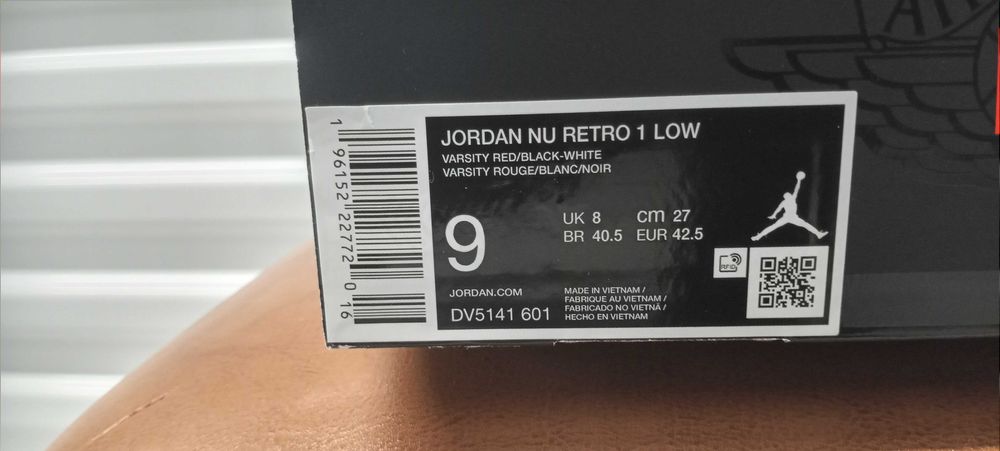 AIR
JORDAN NU RETRO 1 LOW
VARSITY RED/BLACK-WHITE
VARSITY ROUGE/BLANC/NOIR
9
UK 8 cm 27
BR 40.5 EUR 42.5
RFID
JORDAN.COM
DV5141 601
MADE IN VIETNAM /
FABRIQUE AU VIETNAM /
FABRICADO NO VIETNÃ /
HECHO EN VIETNAM
1 96152 22772 0 16